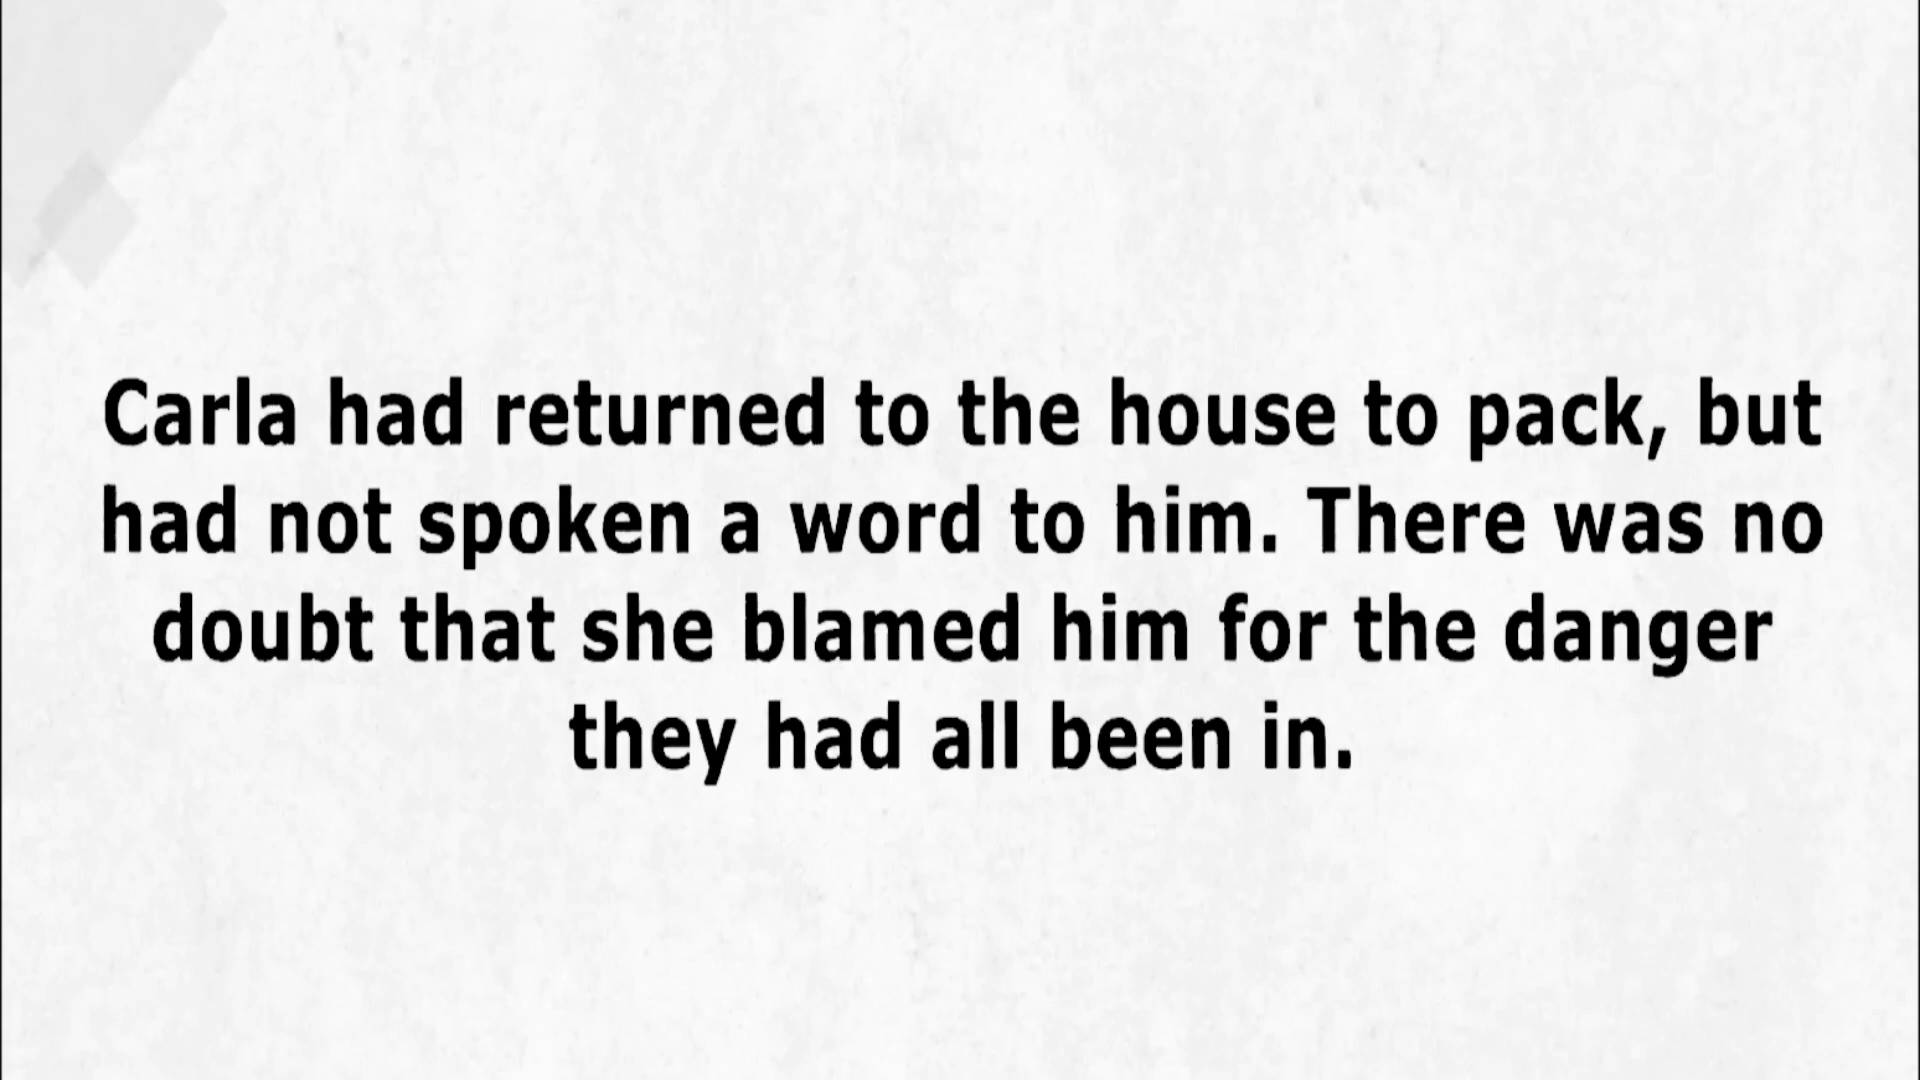 Carla had returned to the house to pack, but
had not spoken a word to him. There was no
doubt that she blamed him for the danger
they had all been in.